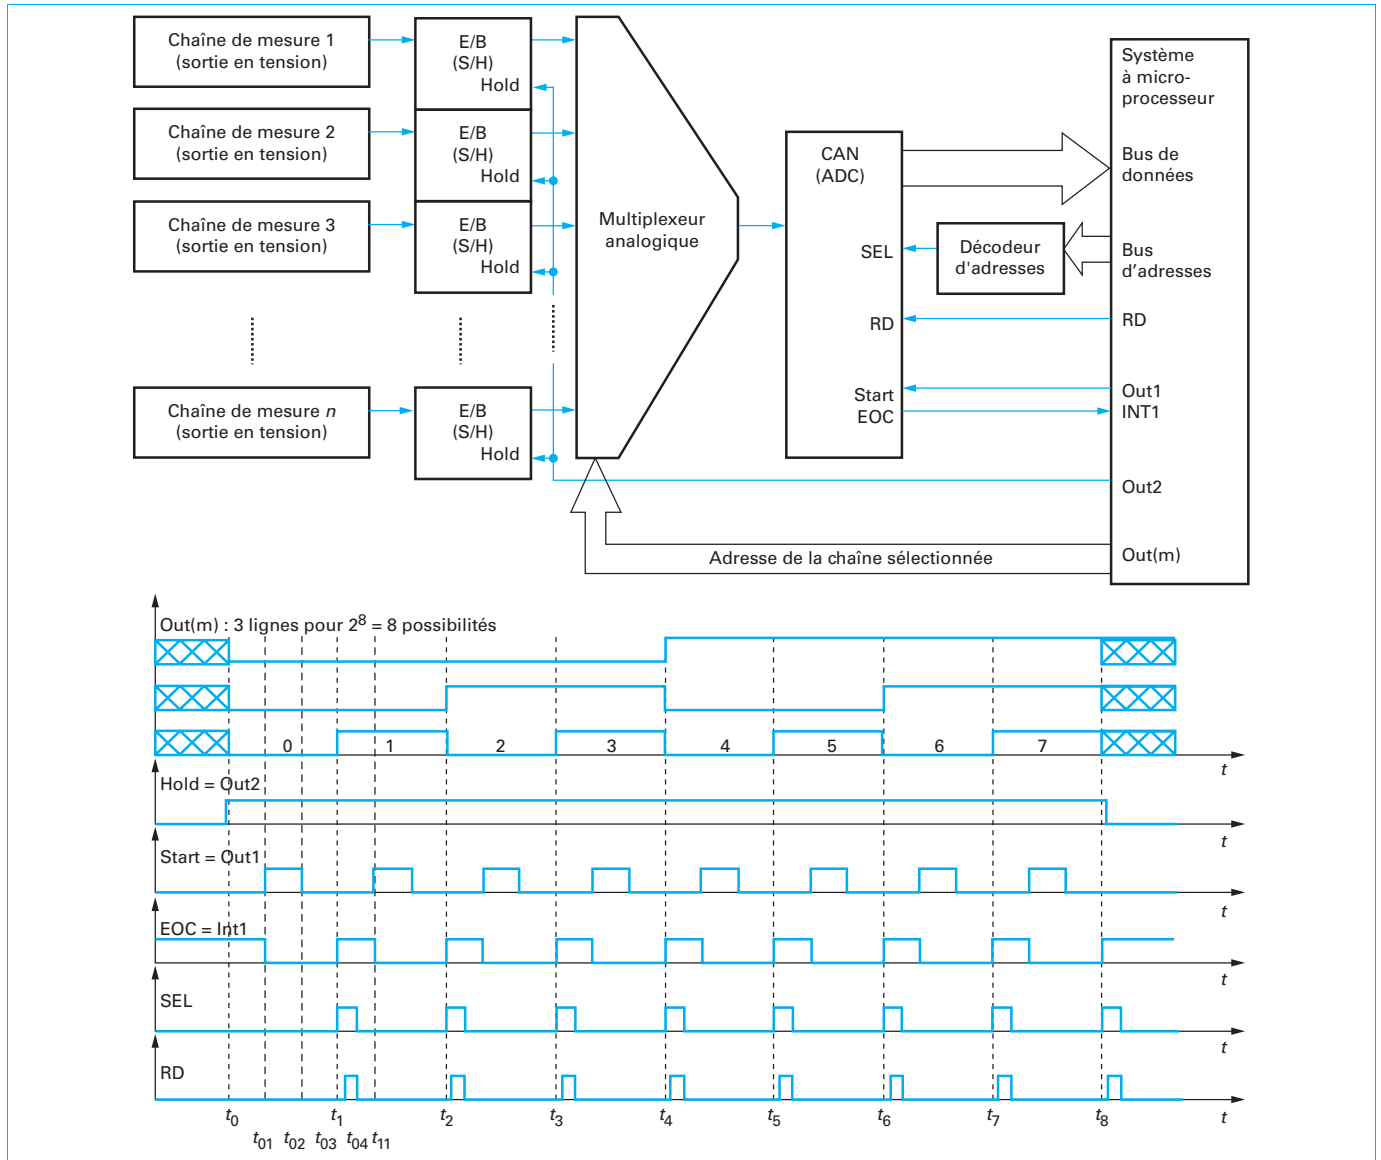 Chaîne de mesure 1
(sortie en tension)
E/B
(S/H)
Hold
Chaîne de mesure 2
(sortie en tension)
E/B
(S/H)
Hold
Chaîne de mesure 3
(sortie en tension)
E/B
(S/H)
Hold
Chaîne de mesure n
(sortie en tension)
E/B
(S/H)
Hold
Multiplexeur
analogique
CAN
(ADC)
SEL
RD
Start
EOC
Décodeur
d'adresses
Système
à micro-
processeur
Bus de
données
Bus
d'adresses
RD
Out1
INT1
Out2
Out(m)
Adresse de la chaîne sélectionnée
Out(m) : 3 lignes pour 2⁸ = 8 possibilités
0 1 2 3 4 5 6 7
t
Hold = Out2
t
Start = Out1
t
EOC = Int1
t
SEL
t
RD
t
t₀ t₁ t₂ t₃ t₄ t₅ t₆ t₇ t₈
t₀₁ t₀₂ t₀₃ t₀₄ t₁₁